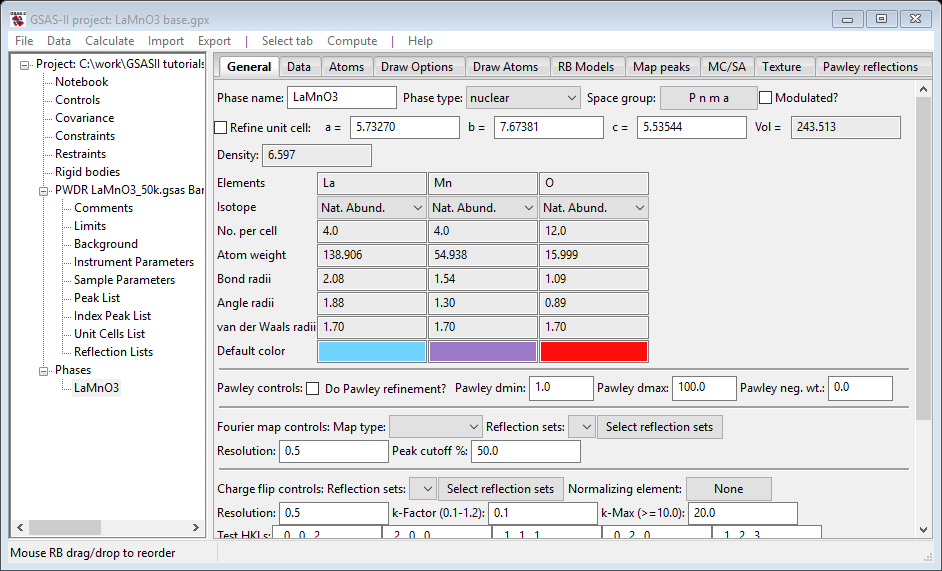 GSAS-II project: LaMnO3 base.gpx
File Data Calculate Import Export | Select tab Compute | Help
Project: C:\work\GSASII tutorials
Notebook
Controls
Covariance
Constraints
Restraints
Rigid bodies
PWDR LaMnO3_50k.gsas Bar
Comments
Limits
Background
Instrument Parameters
Sample Parameters
Peak List
Index Peak List
Unit Cells List
Reflection Lists
Phases
LaMnO3
General Data Atoms Draw Options Draw Atoms RB Models Map peaks MC/SA Texture Pawley reflections
Phase name: LaMnO3 Phase type: nuclear Space group: P n m a Modulated?
Refine unit cell: a = 5.73270 b = 7.67381 c = 5.53544 Vol = 243.513
Density: 6.597
Elements La Mn O
Isotope Nat. Abund. Nat. Abund. Nat. Abund.
No. per cell 4.0 4.0 12.0
Atom weight 138.906 54.938 15.999
Bond radii 2.08 1.54 1.09
Angle radii 1.88 1.30 0.89
van der Waals radii 1.70 1.70 1.70
Default color
Pawley controls: Do Pawley refinement? Pawley dmin: 1.0 Pawley dmax: 100.0 Pawley neg. wt.: 0.0
Fourier map controls: Map type: Reflection sets: Select reflection sets
Resolution: 0.5 Peak cutoff %: 50.0
Charge flip controls: Reflection sets: Select reflection sets Normalizing element: None
Resolution: 0.5 k-Factor (0.1-1.2): 0.1 k-Max (>=10.0): 20.0
Test HKLs: 0 0 2 2 0 0 1 1 1 0 2 0 1 2 3
Mouse RB drag/drop to reorder